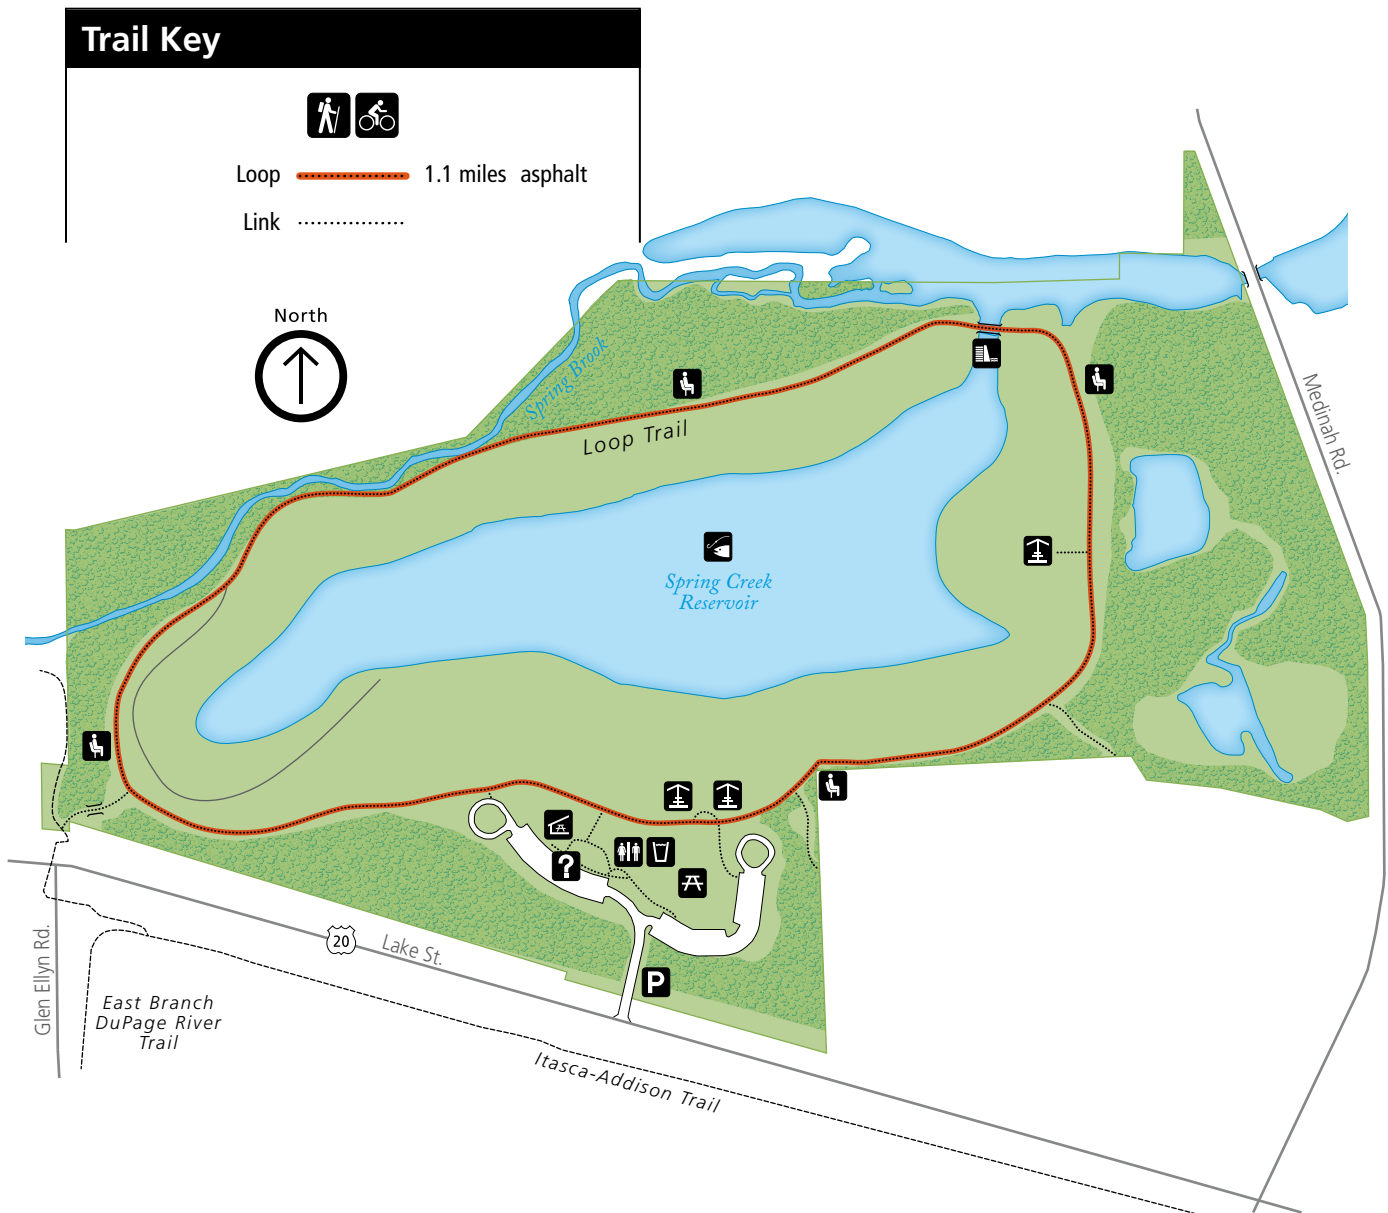 Trail Key
Loop 1.1 miles asphalt
Link
North
Spring Brook
Loop Trail
Medinah Rd.
Spring Creek
Reservoir
?
P
20
Lake St.
Glen Ellyn Rd.
East Branch
DuPage River
Trail
Itasca-Addison Trail